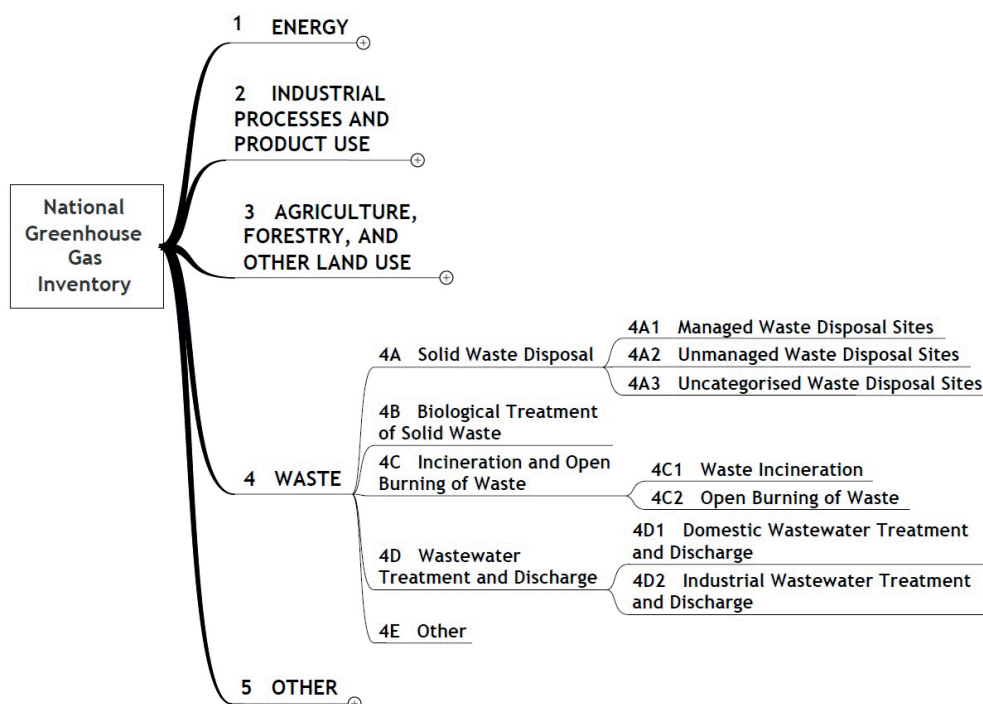 National
Greenhouse
Gas
Inventory
1 ENERGY
2 INDUSTRIAL
PROCESSES AND
PRODUCT USE
3 AGRICULTURE,
FORESTRY, AND
OTHER LAND USE
4 WASTE
4A Solid Waste Disposal
4A1 Managed Waste Disposal Sites
4A2 Unmanaged Waste Disposal Sites
4A3 Uncategorised Waste Disposal Sites
4B Biological Treatment
of Solid Waste
4C Incineration and Open
Burning of Waste
4C1 Waste Incineration
4C2 Open Burning of Waste
4D Wastewater
Treatment and Discharge
4D1 Domestic Wastewater Treatment
and Discharge
4D2 Industrial Wastewater Treatment
and Discharge
4E Other
5 OTHER